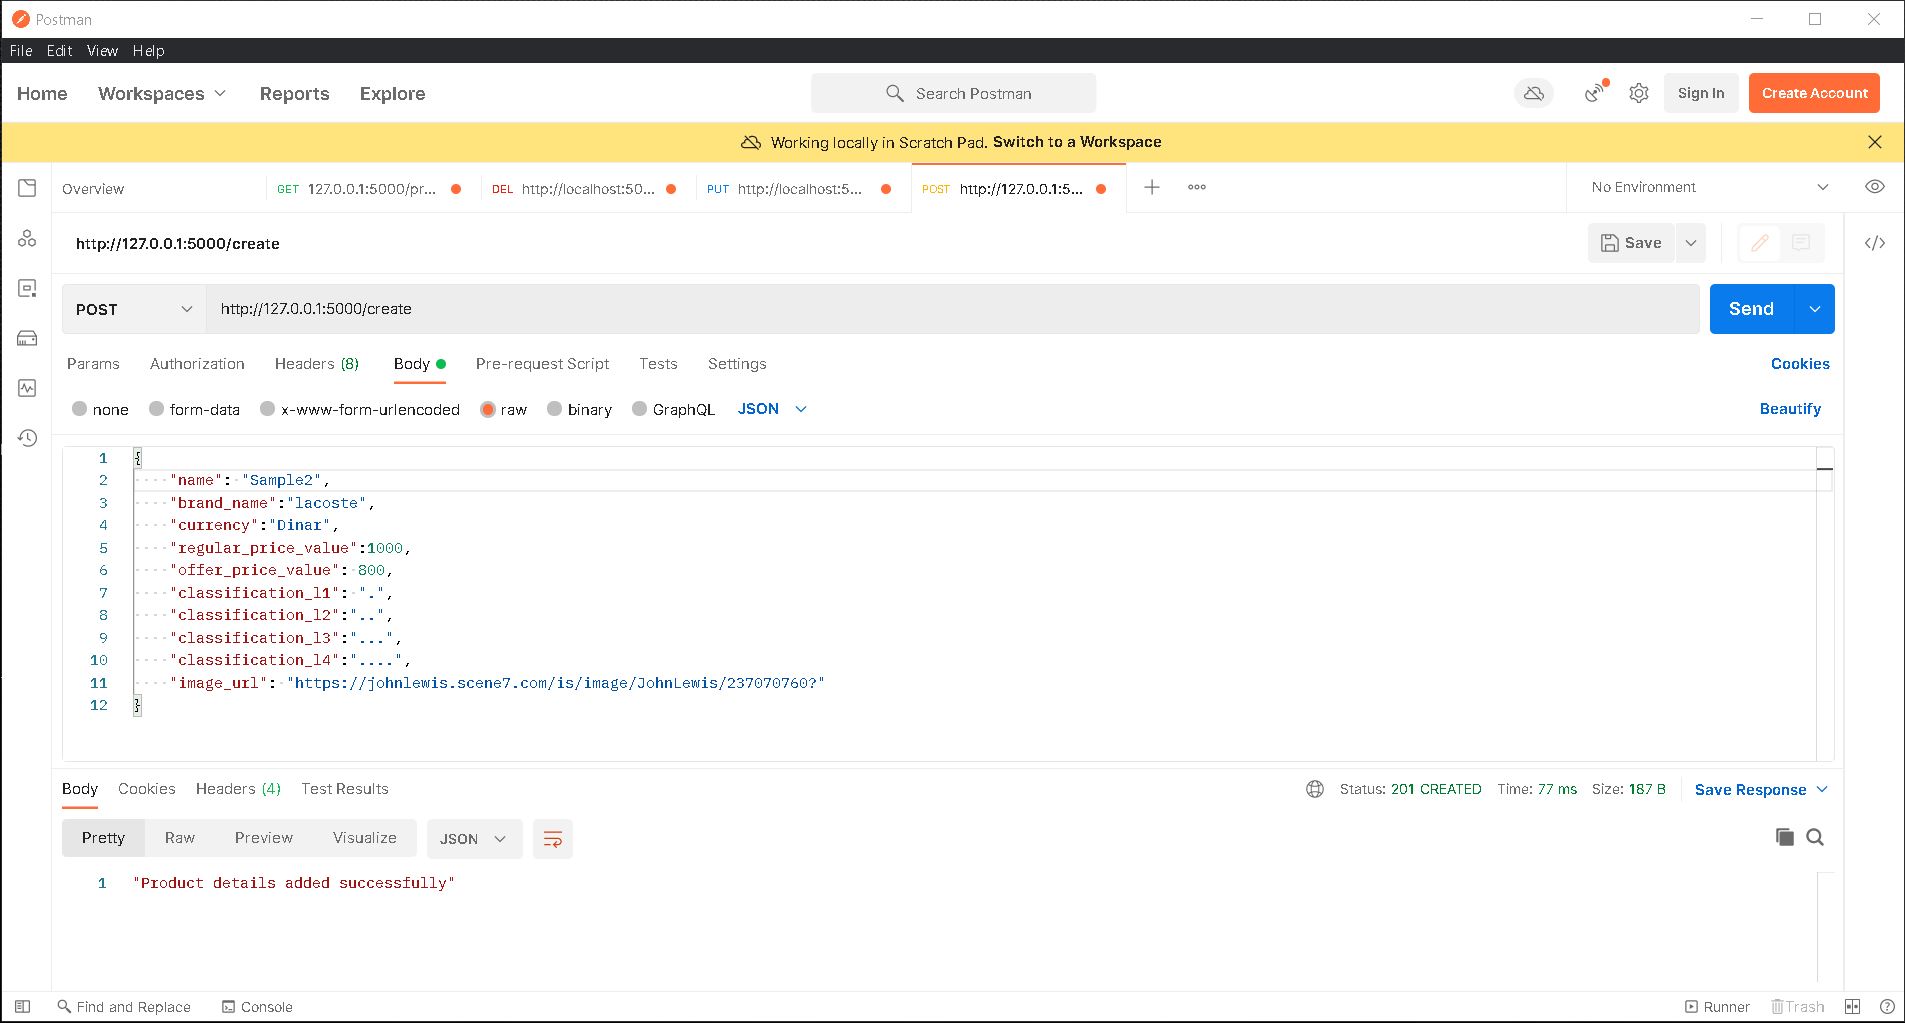 Postman
File Edit View Help
Home Workspaces Reports Explore Search Postman Sign In Create Account
Working locally in Scratch Pad. Switch to a Workspace
Overview GET 127.0.0.1:5000/pr... DEL http://localhost:50... PUT http://localhost:5... POST http://127.0.0.1:5... No Environment
http://127.0.0.1:5000/create Save
POST http://127.0.0.1:5000/create Send
Params Authorization Headers (8) Body Pre-request Script Tests Settings Cookies
none form-data x-www-form-urlencoded raw binary GraphQL JSON Beautify
1 {
2 "name": "Sample2",
3 "brand_name":"lacoste",
4 "currency":"Dinar",
5 "regular_price_value":1000,
6 "offer_price_value": 800,
7 "classification_l1": ".",
8 "classification_l2":"..",
9 "classification_l3":"...",
10 "classification_l4":"....",
11 "image_url": "https://johnlewis.scene7.com/is/image/JohnLewis/237070760?"
12 }
Body Cookies Headers (4) Test Results Status: 201 CREATED Time: 77 ms Size: 187 B Save Response
Pretty Raw Preview Visualize JSON
1 "Product details added successfully"
Find and Replace Console Runner Trash